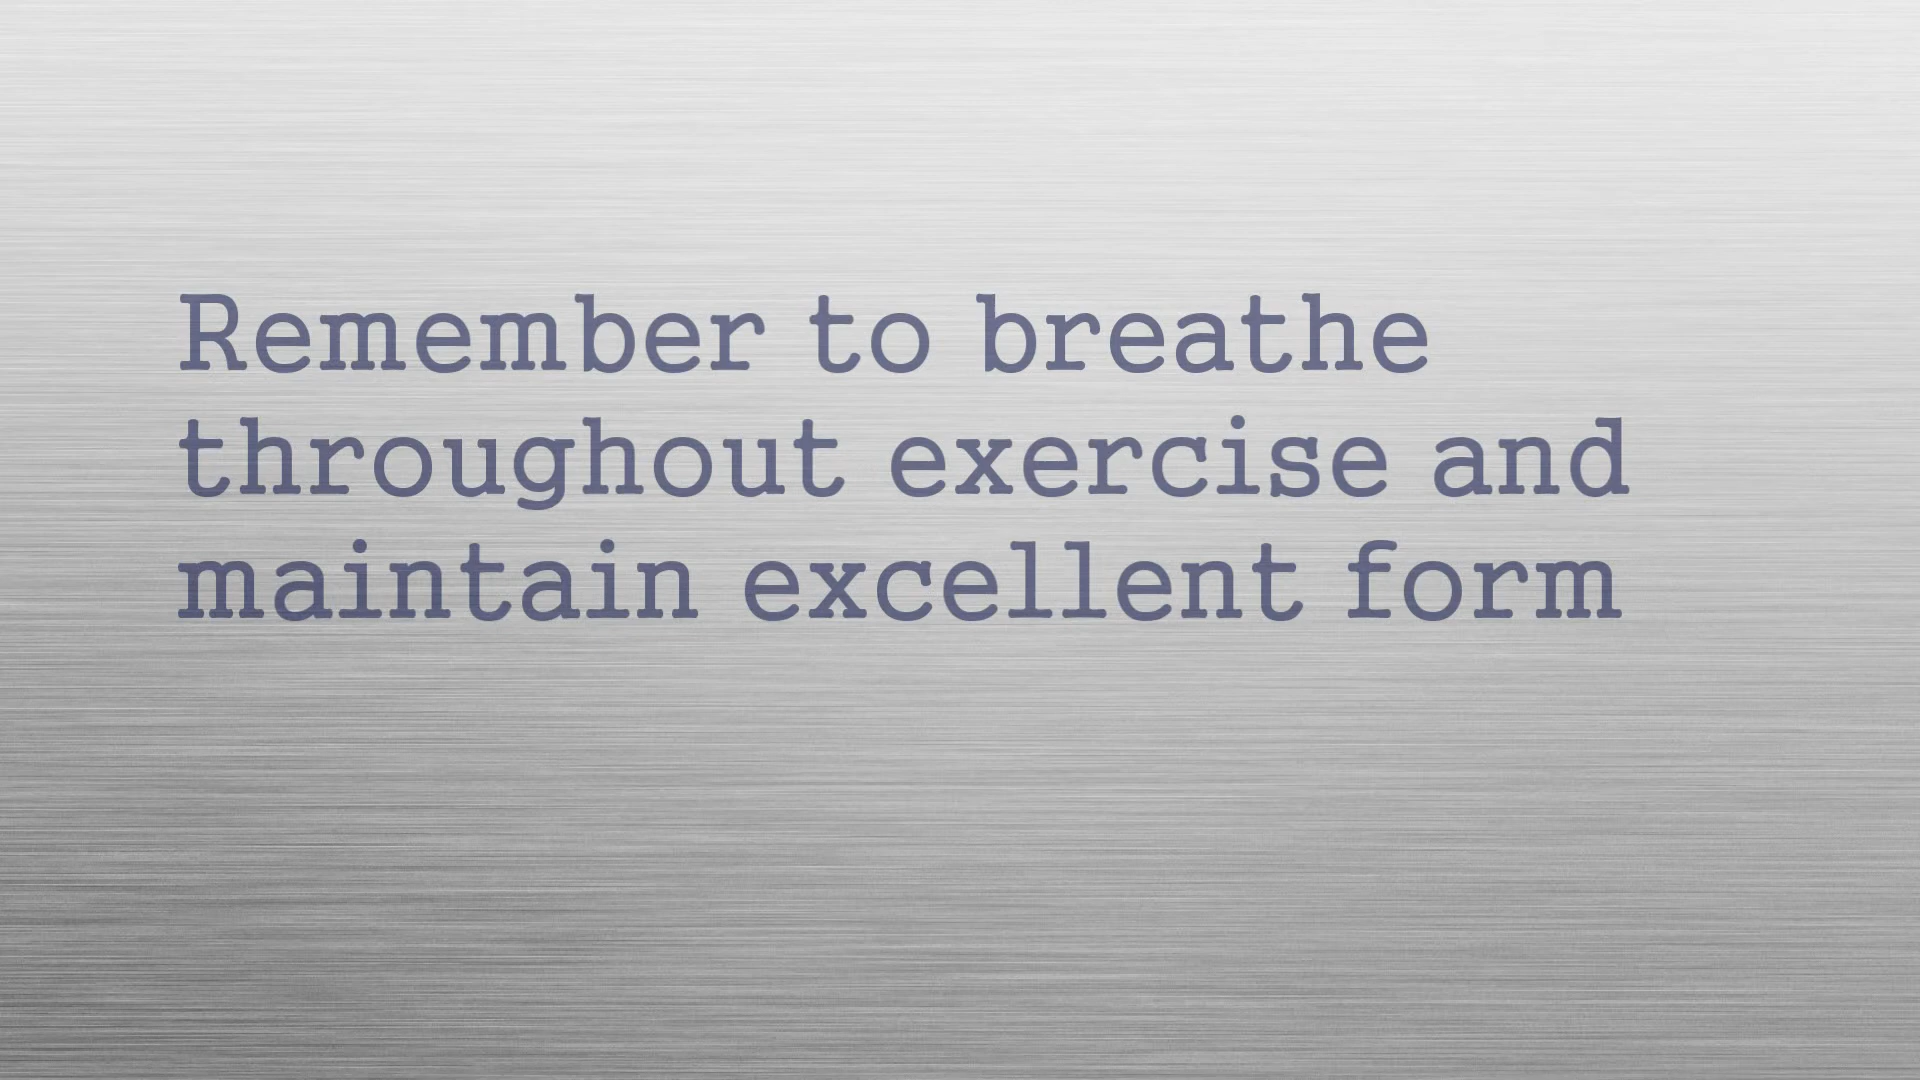 Remember to breathe
throughout exercise and
maintain excellent form